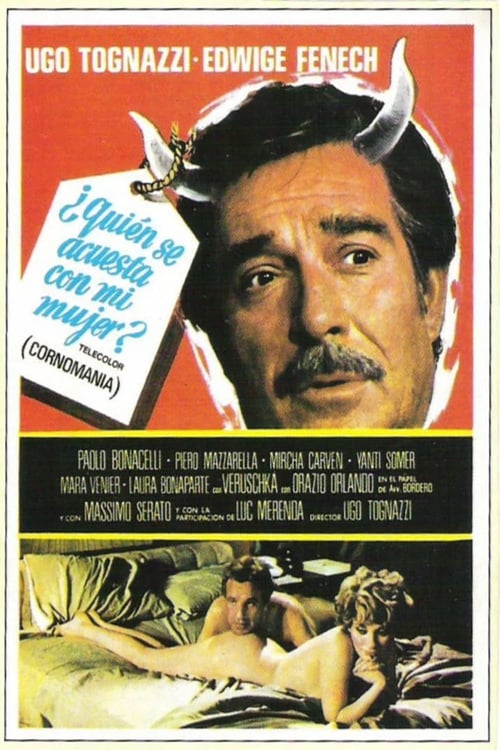 UGO TOGNAZZI · EDWIGE FENECH
¿Quién se
acuesta
con mi
mujer?
TELECOLOR
(CORNOMANIA)
PAOLO BONACELLI · PIERO MAZZARELLA · MIRCHA CARVEN · YANTI SOMER
MARA VENIER · LAURA BONAPARTE con VERUSCHKA con ORAZIO ORLANDO EN EL PAPEL DE Avv. BORDERO
Y CON MASSIMO SERATO Y CON LA PARTICIPACION DE LUC MERENDA DIRECTOR UGO TOGNAZZI